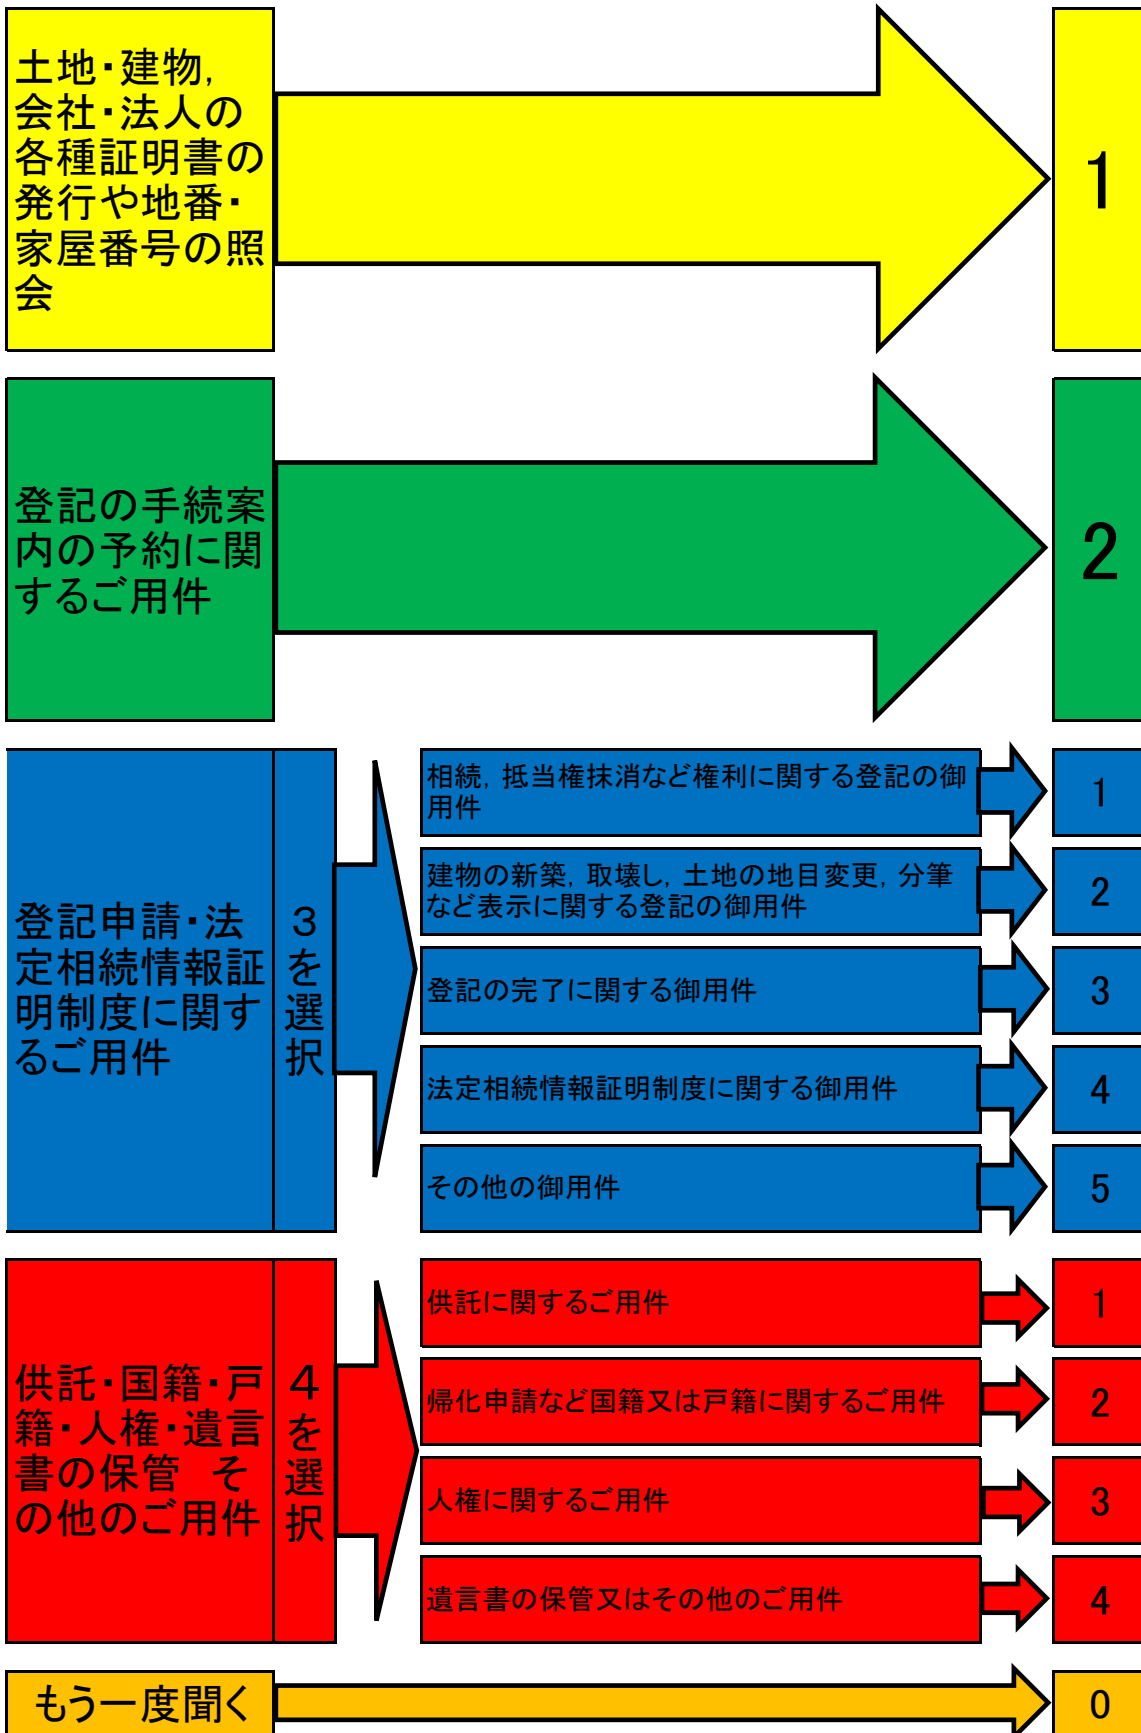 土地・建物,
会社・法人の
各種証明書の
発行や地番・
家屋番号の照
会
1
登記の手続案
内の予約に関
するご用件
2
登記申請・法
定相続情報証
明制度に関す
るご用件
３を選択
相続, 抵当権抹消など権利に関する登記の御
用件
1
建物の新築, 取壊し, 土地の地目変更, 分筆
など表示に関する登記の御用件
2
登記の完了に関する御用件
3
法定相続情報証明制度に関する御用件
4
その他の御用件
5
供託・国籍・戸
籍・人権・遺言
書の保管　そ
の他のご用件
４を選択
供託に関するご用件
1
帰化申請など国籍又は戸籍に関するご用件
2
人権に関するご用件
3
遺言書の保管又はその他のご用件
4
もう一度聞く
0